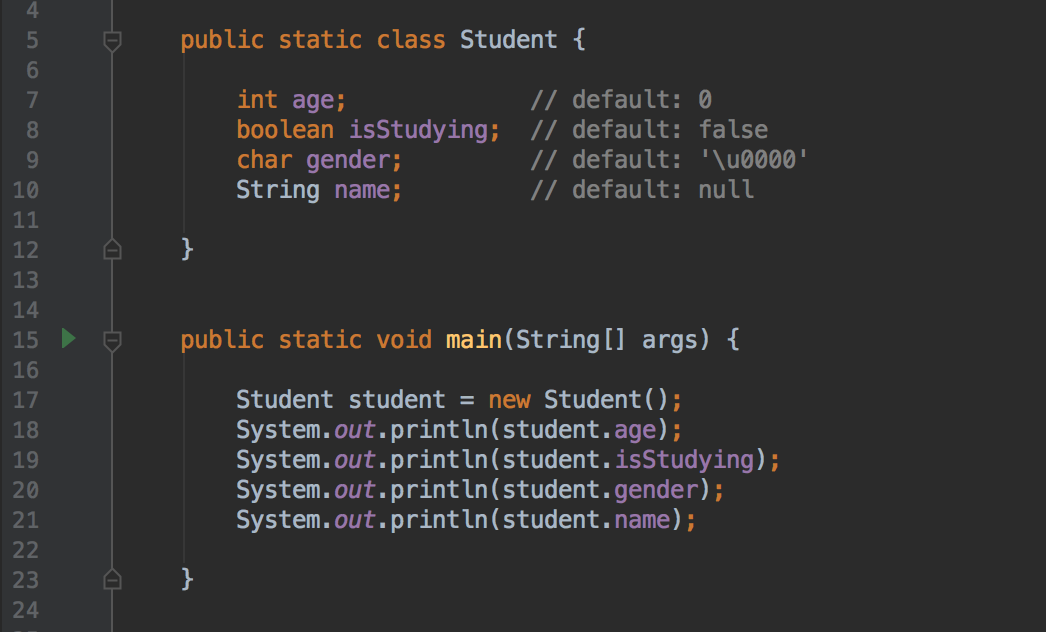 4
5 public static class Student {
6
7 int age; // default: 0
8 boolean isStudying; // default: false
9 char gender; // default: '\u0000'
10 String name; // default: null
11
12 }
13
14
15 public static void main(String[] args) {
16
17 Student student = new Student();
18 System.out.println(student.age);
19 System.out.println(student.isStudying);
20 System.out.println(student.gender);
21 System.out.println(student.name);
22
23 }
24